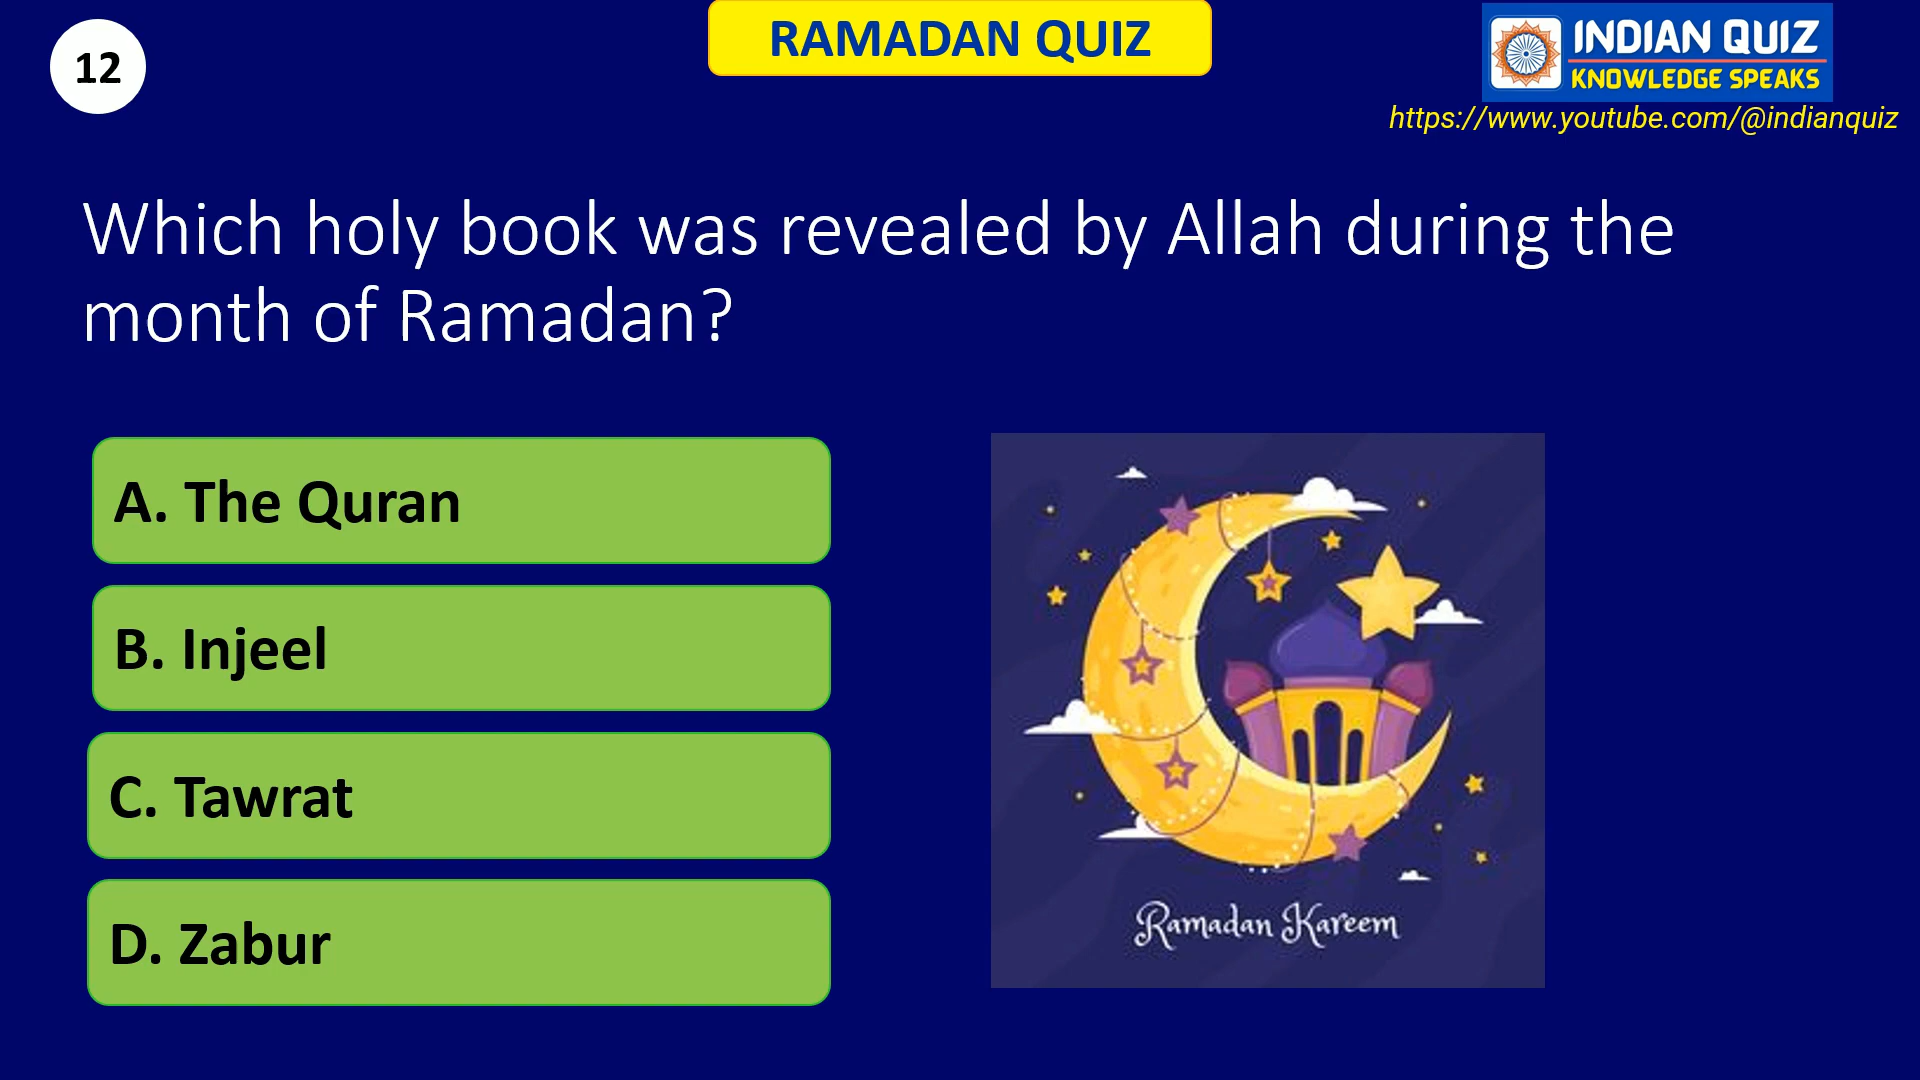 12
RAMADAN QUIZ
INDIAN QUIZ
KNOWLEDGE SPEAKS
https://www.youtube.com/@indianquiz
Which holy book was revealed by Allah during the
month of Ramadan?
A. The Quran
B. Injeel
C. Tawrat
D. Zabur
Ramadan Kareem